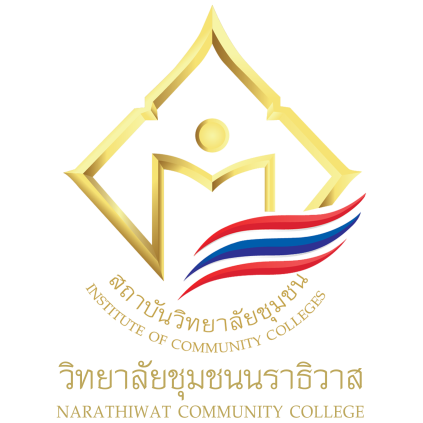 สถาบันวิทยาลัยชุมชน
INSTITUTE OF COMMUNITY COLLEGES
วิทยาลัยชุมชนนราธิวาส
NARATHIWAT COMMUNITY COLLEGE